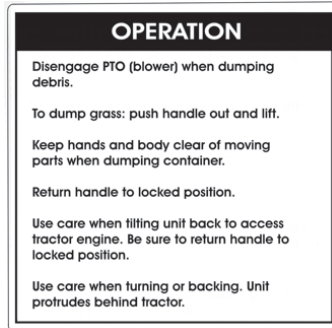 OPERATION
Disengage PTO (blower) when dumping
debris.
To dump grass: push handle out and lift.
Keep hands and body clear of moving
parts when dumping container.
Return handle to locked position.
Use care when tilting unit back to access
tractor engine. Be sure to return handle to
locked position.
Use care when turning or backing. Unit
protrudes behind tractor.